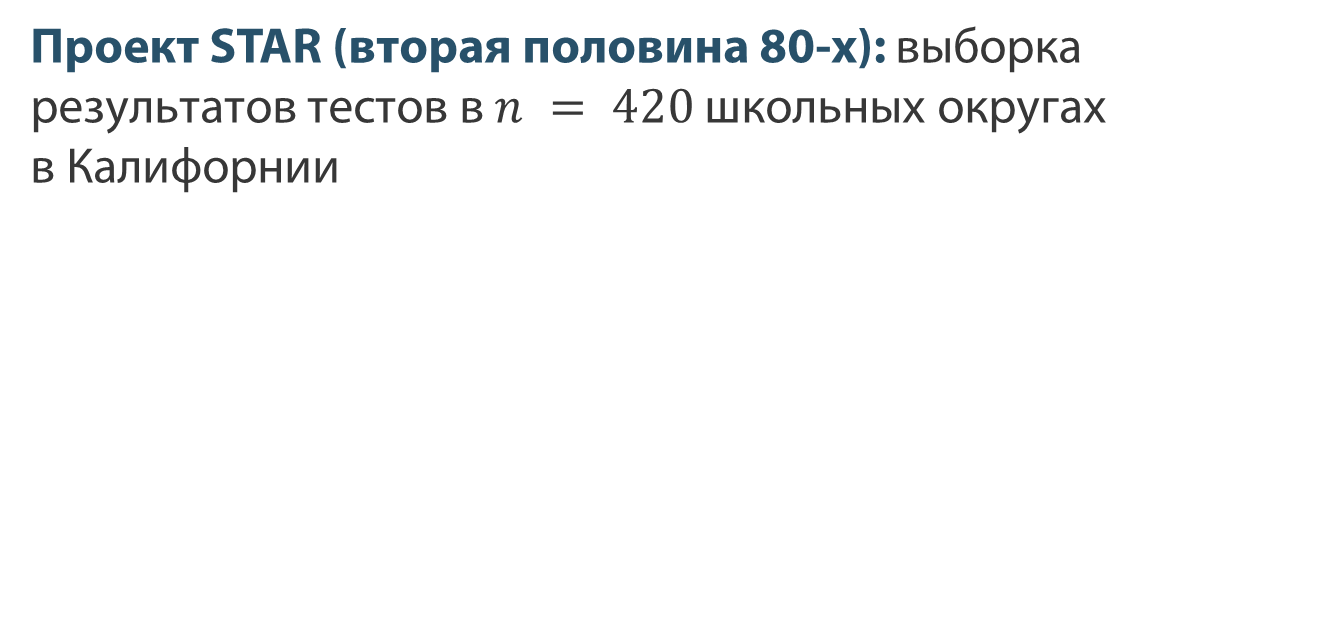 Проект STAR (вторая половина 80-х): выборка
результатов тестов в n = 420 школьных округах
в Калифорнии